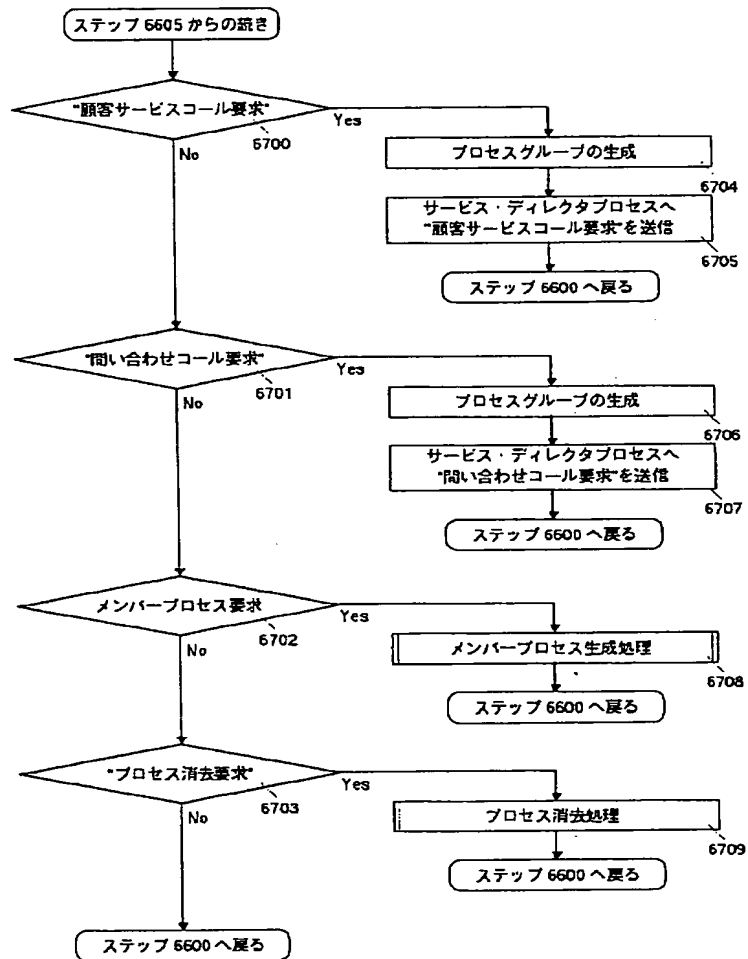 ステップ 6605 からの続き
"顧客サービスコール要求"
Yes
6700
No
プロセスグループの生成
6704
サービス・ディレクタプロセスへ
"顧客サービスコール要求"を送信
6705
ステップ 6600 へ戻る
"問い合わせコール要求"
Yes
6701
No
プロセスグループの生成
6706
サービス・ディレクタプロセスへ
"問い合わせコール要求"を送信
6707
ステップ 6600 へ戻る
メンバープロセス要求
Yes
6702
No
メンバープロセス生成処理
6708
ステップ 6600 へ戻る
"プロセス消去要求"
Yes
6703
No
プロセス消去処理
6709
ステップ 6600 へ戻る
ステップ 6600 へ戻る